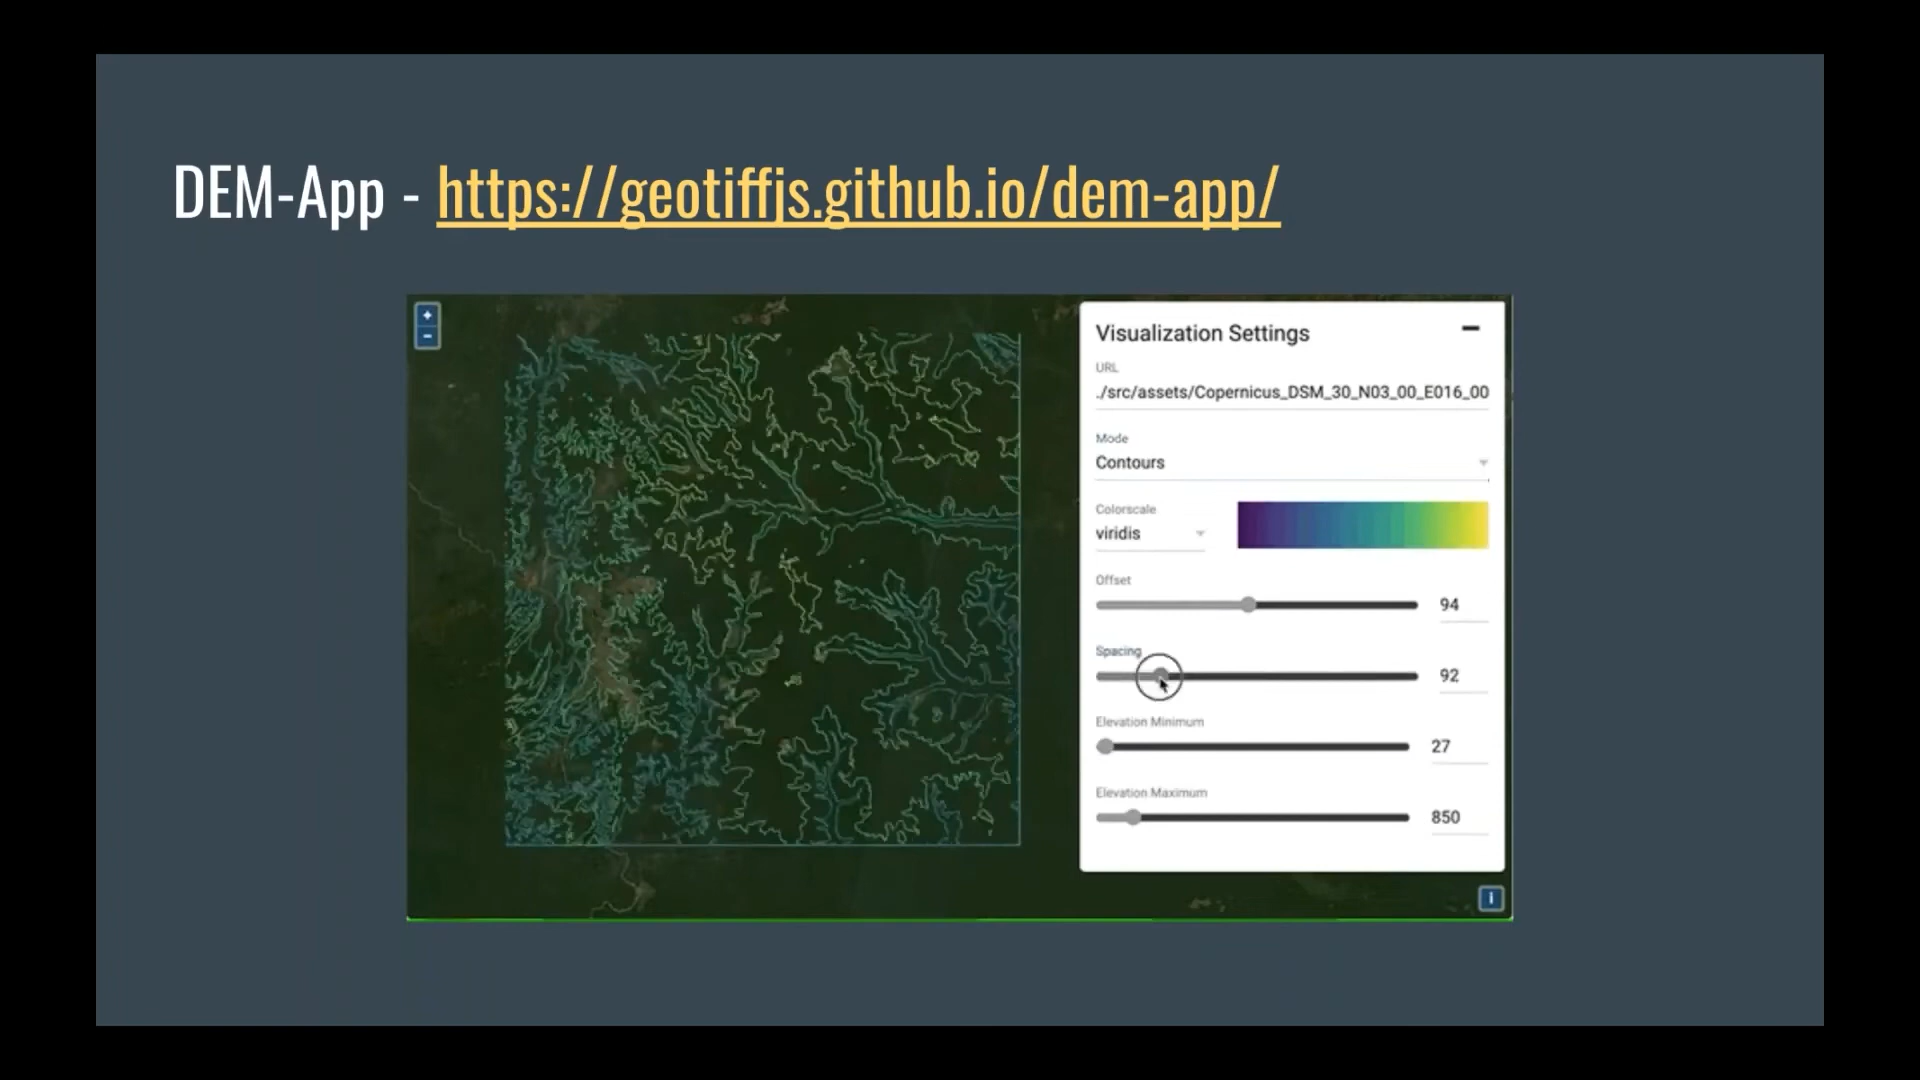 DEM-App - https://geotiffjs.github.io/dem-app/
+
-
Visualization Settings
URL
./src/assets/Copernicus_DSM_30_N03_00_E016_00
Mode
Contours
Colorscale
viridis
Offset
94
Spacing
92
Elevation Minimum
27
Elevation Maximum
850
i